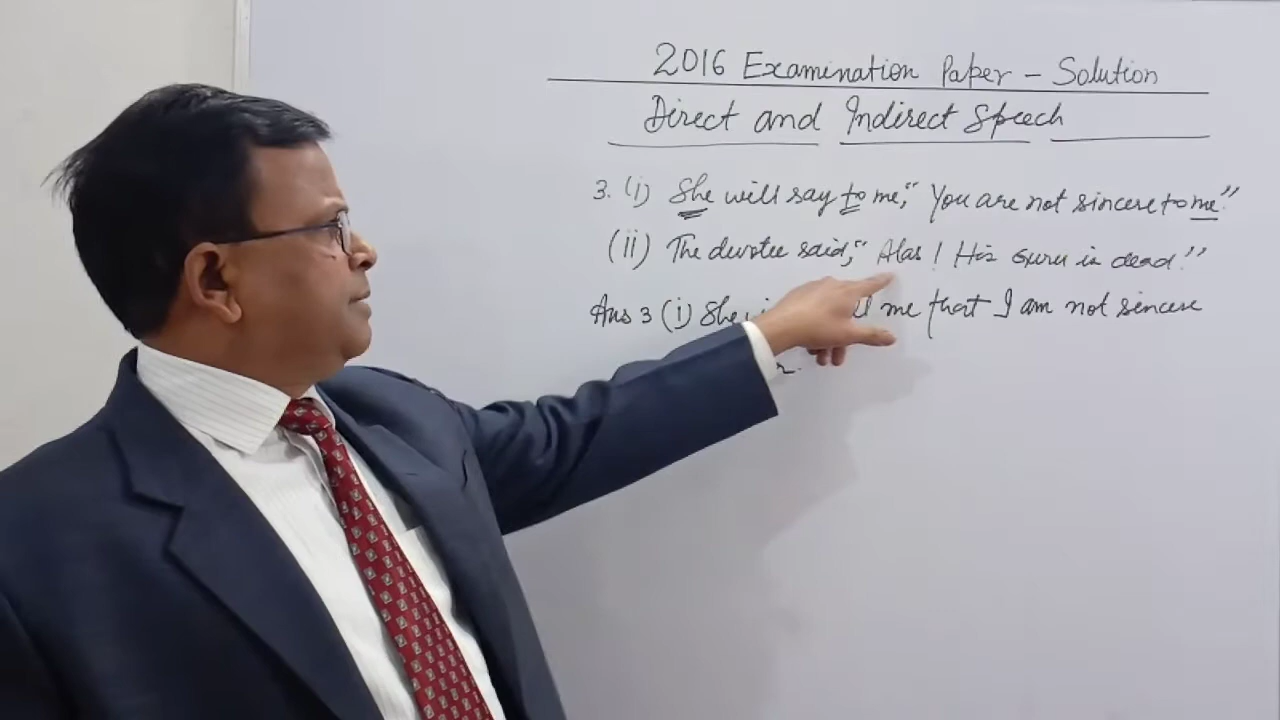 2016 Examination Paper - Solution
Direct and Indirect Speech
3. (i) She will say to me," You are not sincere to me."
(ii) The devotee said," Alas! His Guru is dead."
Ans 3 (i) She me that I am not sincere